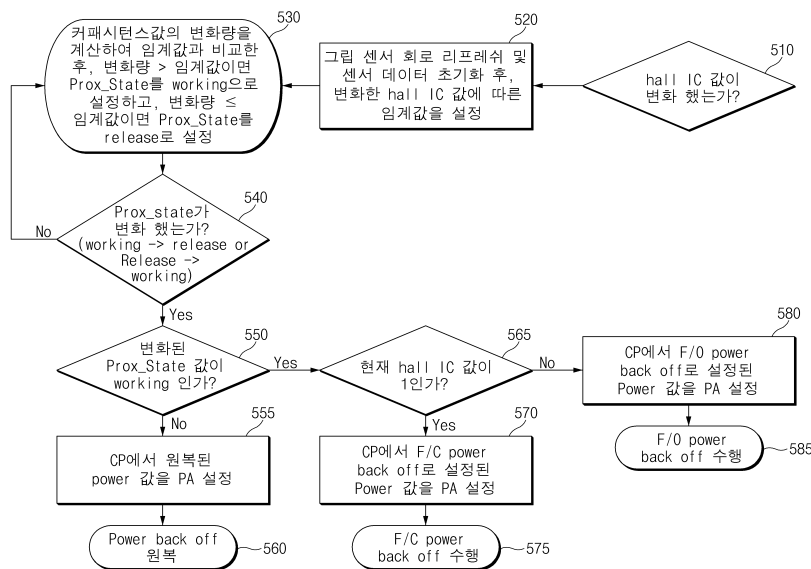 커패시턴스값의 변화량을
계산하여 임계값과 비교한
후, 변화량 > 임계값이면
Prox_State를 working으로
설정하고, 변화량 ≤
임계값이면 Prox_State를
release로 설정
530
그립 센서 회로 리프레쉬 및
센서 데이터 초기화 후,
변화한 hall IC 값에 따른
임계값을 설정
520
hall IC 값이
변화 했는가?
510
Prox_state가
변화 했는가?
(working -> release or
Release ->
working)
540
No
Yes
변화된
Prox_State 값이
working 인가?
550
Yes
No
현재 hall IC 값이
1인가?
565
No
Yes
CP에서 F/O power
back off로 설정된
Power 값을 PA 설정
580
CP에서 원복된
power 값을 PA 설정
555
CP에서 F/C power
back off로 설정된
Power 값을 PA 설정
570
F/O power
back off 수행
585
Power back off
원복
560
F/C power
back off 수행
575